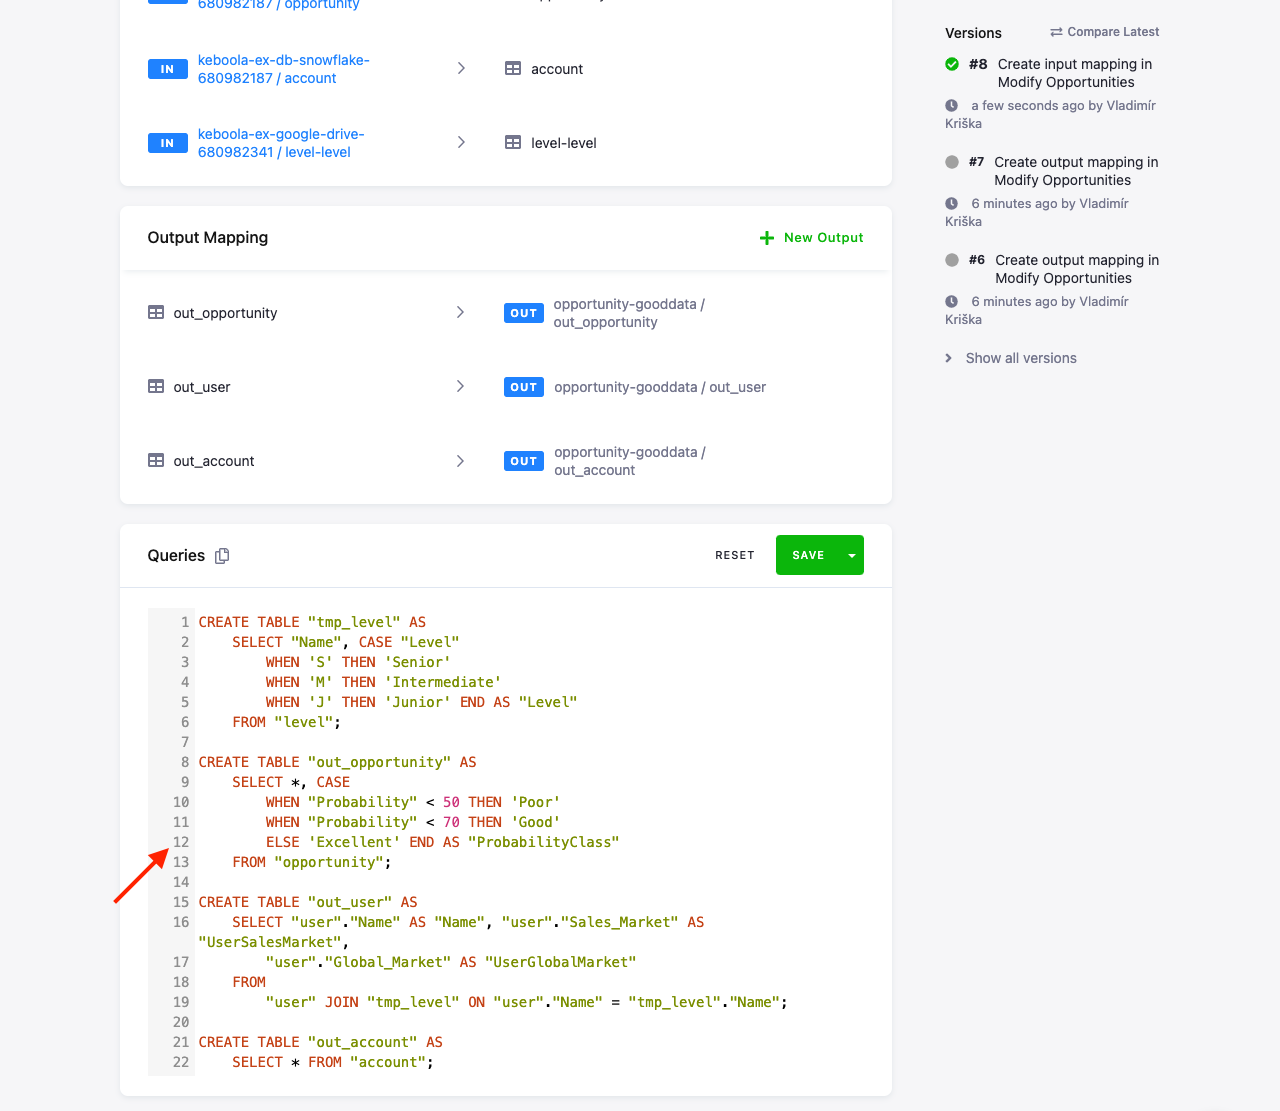 680982187 / opportunity
IN
keboola-ex-db-snowflake-
680982187 / account
account
IN
keboola-ex-google-drive-
680982341 / level-level
level-level
Output Mapping
New Output
out_opportunity
OUT
opportunity-gooddata /
out_opportunity
out_user
OUT
opportunity-gooddata / out_user
out_account
OUT
opportunity-gooddata /
out_account
Queries
RESET
SAVE
1 CREATE TABLE "tmp_level" AS
2     SELECT "Name", CASE "Level"
3         WHEN 'S' THEN 'Senior'
4         WHEN 'M' THEN 'Intermediate'
5         WHEN 'J' THEN 'Junior' END AS "Level"
6     FROM "level";
7
8 CREATE TABLE "out_opportunity" AS
9     SELECT *, CASE
10         WHEN "Probability" < 50 THEN 'Poor'
11         WHEN "Probability" < 70 THEN 'Good'
12         ELSE 'Excellent' END AS "ProbabilityClass"
13     FROM "opportunity";
14
15 CREATE TABLE "out_user" AS
16     SELECT "user"."Name" AS "Name", "user"."Sales_Market" AS
"UserSalesMarket",
17         "user"."Global_Market" AS "UserGlobalMarket"
18     FROM
19         "user" JOIN "tmp_level" ON "user"."Name" = "tmp_level"."Name";
20
21 CREATE TABLE "out_account" AS
22     SELECT * FROM "account";
Versions
Compare Latest
#8 Create input mapping in
Modify Opportunities
a few seconds ago by Vladimír
Kriška
#7 Create output mapping in
Modify Opportunities
6 minutes ago by Vladimír
Kriška
#6 Create output mapping in
Modify Opportunities
6 minutes ago by Vladimír
Kriška
Show all versions